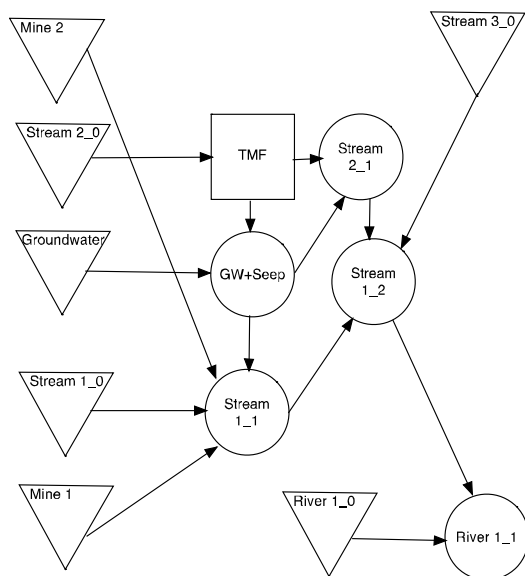 Mine 2
Stream 3_0
Stream 2_0
TMF
Stream
2_1
Groundwater
GW+Seep
Stream
1_2
Stream 1_0
Stream
1_1
Mine 1
River 1_0
River 1_1